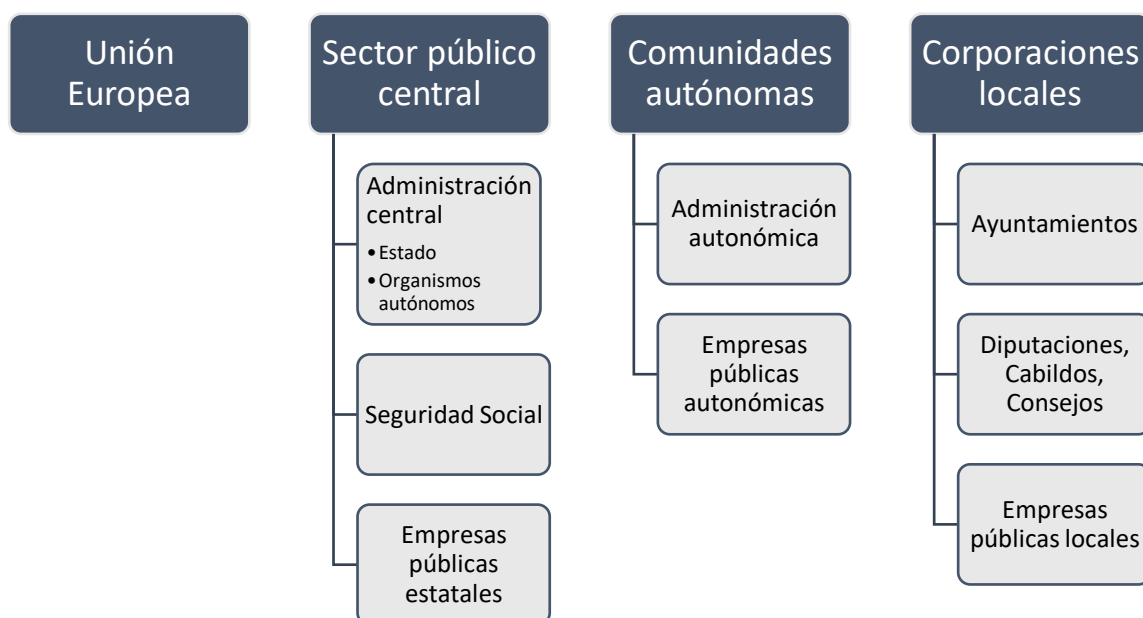 Unión
Europea
Sector público
central
Administración
central
• Estado
• Organismos
autónomos
Seguridad Social
Empresas
públicas
estatales
Comunidades
autónomas
Administración
autonómica
Empresas
públicas
autonómicas
Corporaciones
locales
Ayuntamientos
Diputaciones,
Cabildos,
Consejos
Empresas
públicas locales